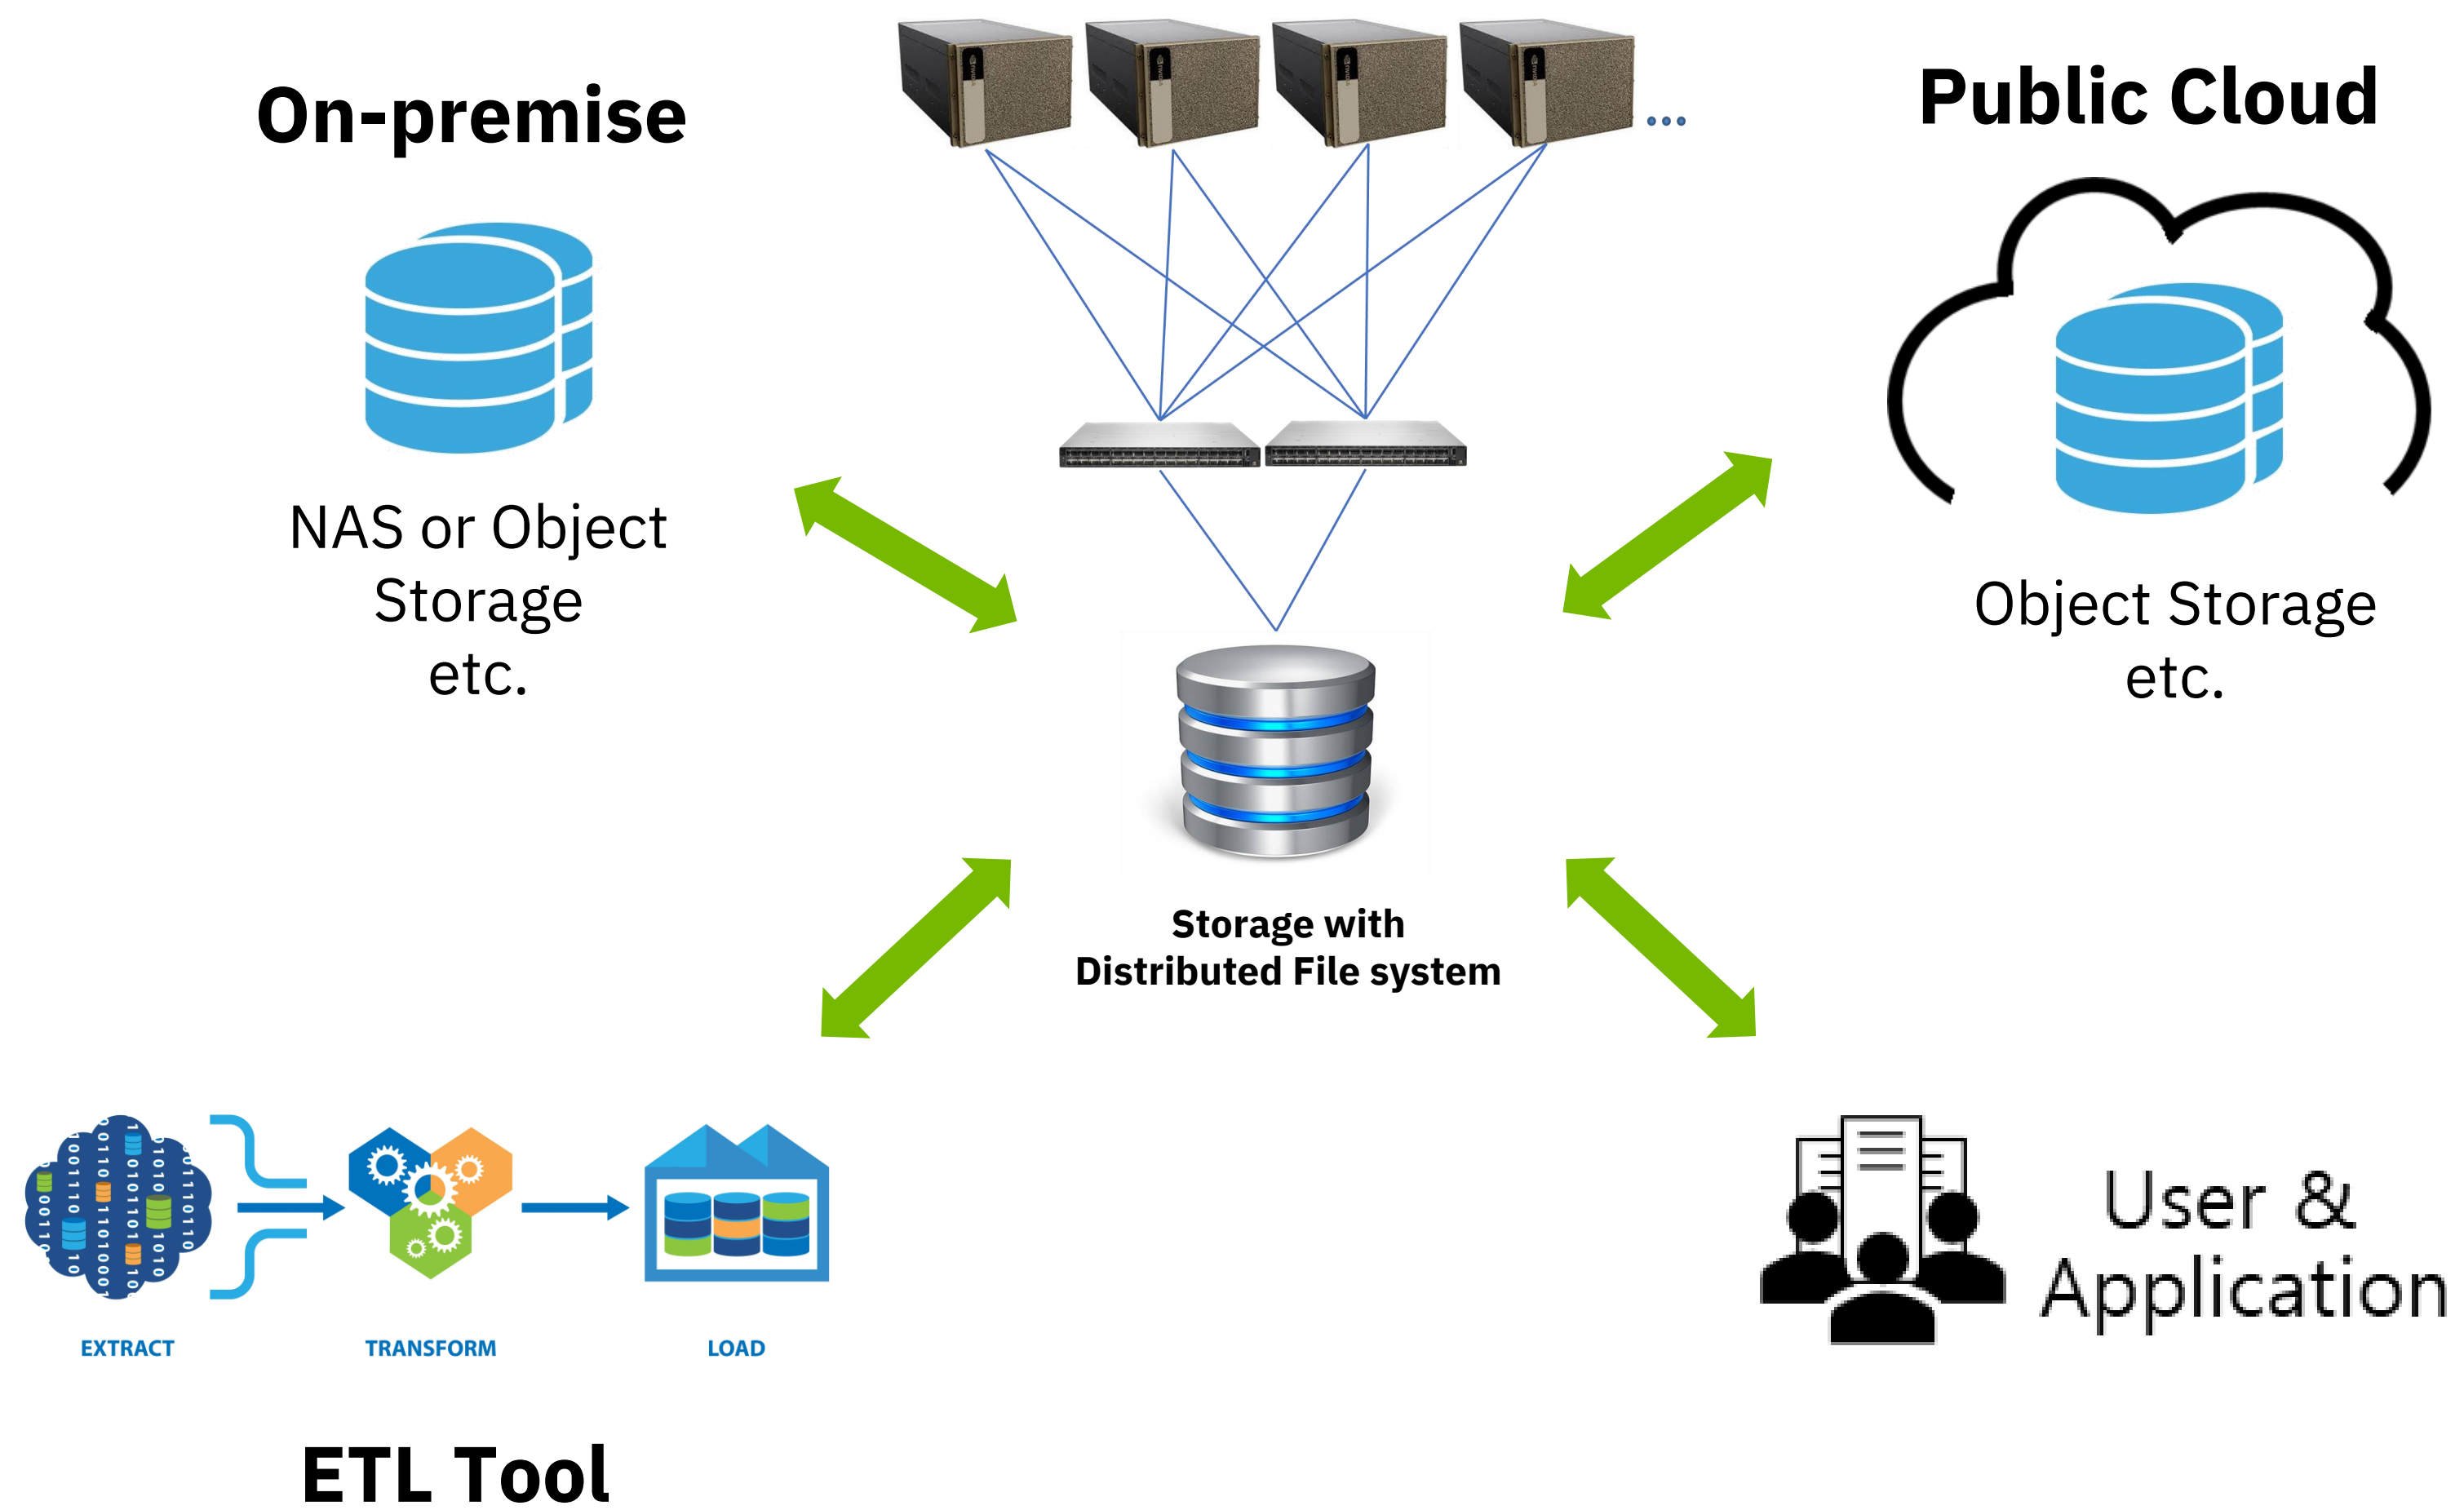 On-premise
Public Cloud
NAS or Object
Storage
etc.
Object Storage
etc.
Storage with
Distributed File system
EXTRACT
TRANSFORM
LOAD
User &
Application
ETL Tool